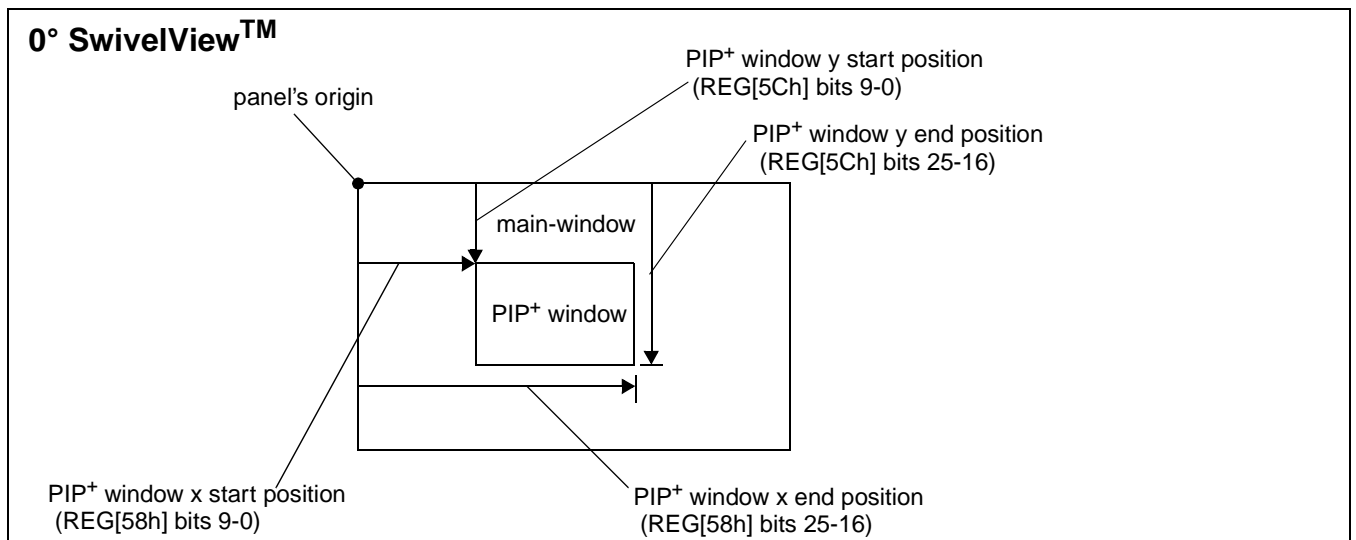 0° SwivelView™
PIP+ window y start position
(REG[5Ch] bits 9-0)
panel's origin
PIP+ window y end position
(REG[5Ch] bits 25-16)
main-window
PIP+ window
PIP+ window x start position
(REG[58h] bits 9-0)
PIP+ window x end position
(REG[58h] bits 25-16)